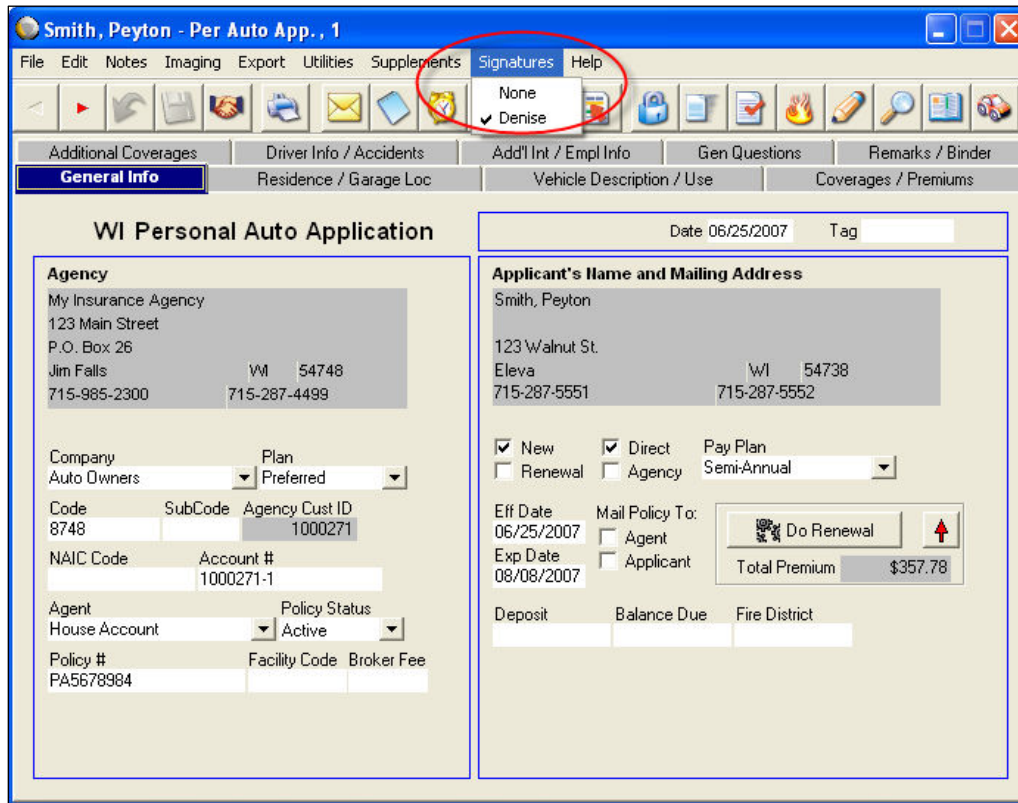 Smith, Peyton - Per Auto App. , 1
File Edit Notes Imaging Export Utilities Supplements Signatures Help
None
Denise
Additional Coverages Driver Info / Accidents Add'l Int / Empl Info Gen Questions Remarks / Binder
General Info Residence / Garage Loc Vehicle Description / Use Coverages / Premiums
WI Personal Auto Application
Date 06/25/2007 Tag
Agency
My Insurance Agency
123 Main Street
P.O. Box 26
Jim Falls WI 54748
715-985-2300 715-287-4499
Company Plan
Auto Owners Preferred
Code SubCode Agency Cust ID
8748 1000271
NAIC Code Account #
1000271-1
Agent Policy Status
House Account Active
Policy # Facility Code Broker Fee
PA5678984
Applicant's Name and Mailing Address
Smith, Peyton
123 Walnut St.
Eleva WI 54738
715-287-5551 715-287-5552
New Direct Pay Plan
Renewal Agency Semi-Annual
Eff Date Mail Policy To:
06/25/2007 Agent Do Renewal
Exp Date Applicant Total Premium $357.78
08/08/2007
Deposit Balance Due Fire District